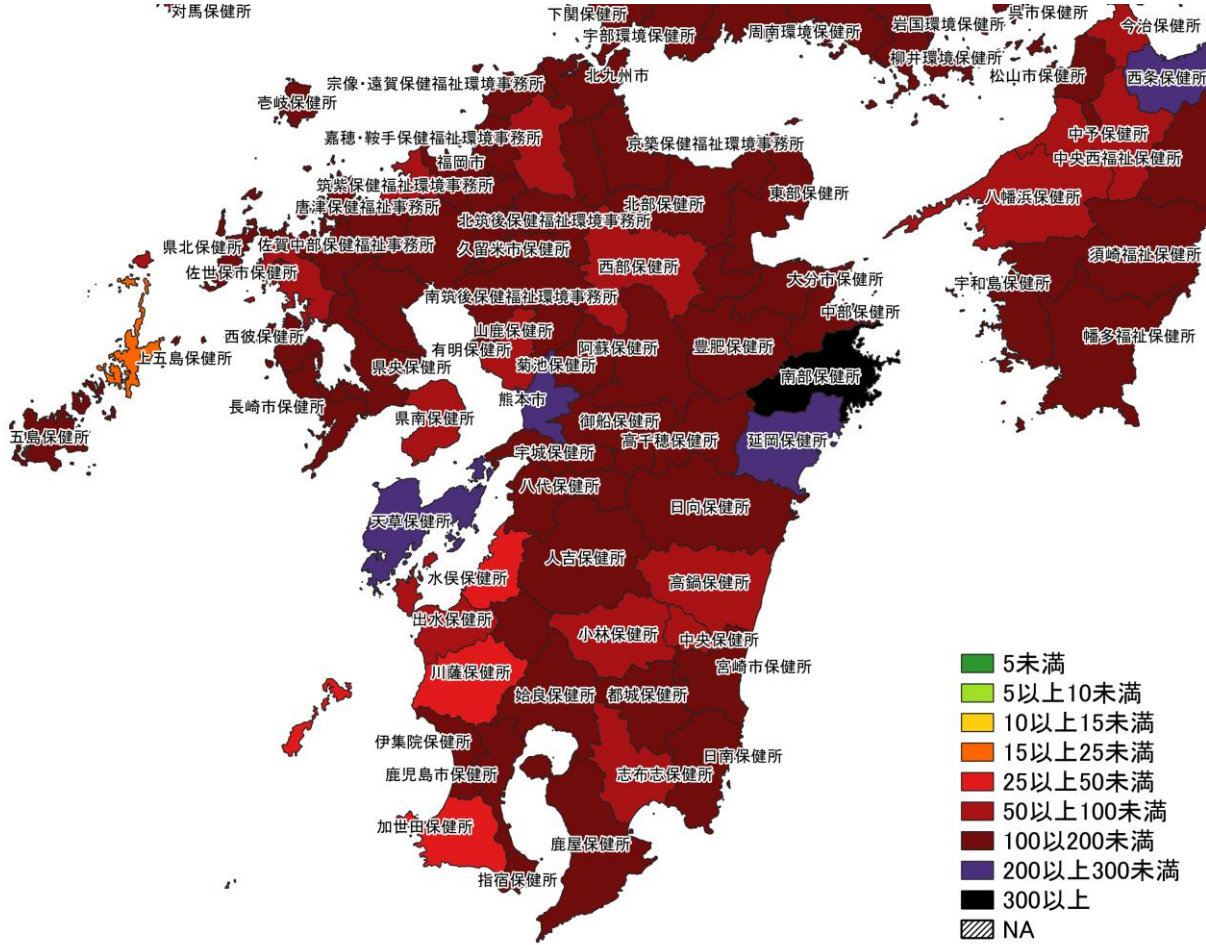 対馬保健所
下関保健所
呉市保健所
岩国環境保健所
今治保健所
宇部環境保健所
周南環境保健所
柳井環境保健所
西条保健所
松山市保健所
北九州市
宗像・遠賀保健福祉環境事務所
壱岐保健所
嘉穂・鞍手保健福祉環境事務所
京築保健福祉環境事務所
中予保健所
福岡市
中央西福祉保健所
筑紫保健福祉環境事務所
東部保健所
八幡浜保健所
唐津保健福祉事務所
北部保健所
北筑後保健福祉環境事務所
県北保健所
佐賀中部保健福祉事務所
久留米市保健所
須崎福祉保健所
西部保健所
佐世保市保健所
大分市保健所
宇和島保健所
南筑後保健福祉環境事務所
中部保健所
山鹿保健所
西彼保健所
幡多福祉保健所
有明保健所
阿蘇保健所
豊肥保健所
上五島保健所
菊池保健所
県央保健所
南部保健所
熊本市
長崎市保健所
県南保健所
御船保健所
五島保健所
高千穂保健所
延岡保健所
宇城保健所
八代保健所
日向保健所
天草保健所
人吉保健所
水俣保健所
高鍋保健所
出水保健所
小林保健所
中央保健所
宮崎市保健所
川薩保健所
姶良保健所
都城保健所
伊集院保健所
日南保健所
鹿児島市保健所
志布志保健所
加世田保健所
鹿屋保健所
指宿保健所
5未満
5以上10未満
10以上15未満
15以上25未満
25以上50未満
50以上100未満
100以200未満
200以上300未満
300以上
NA